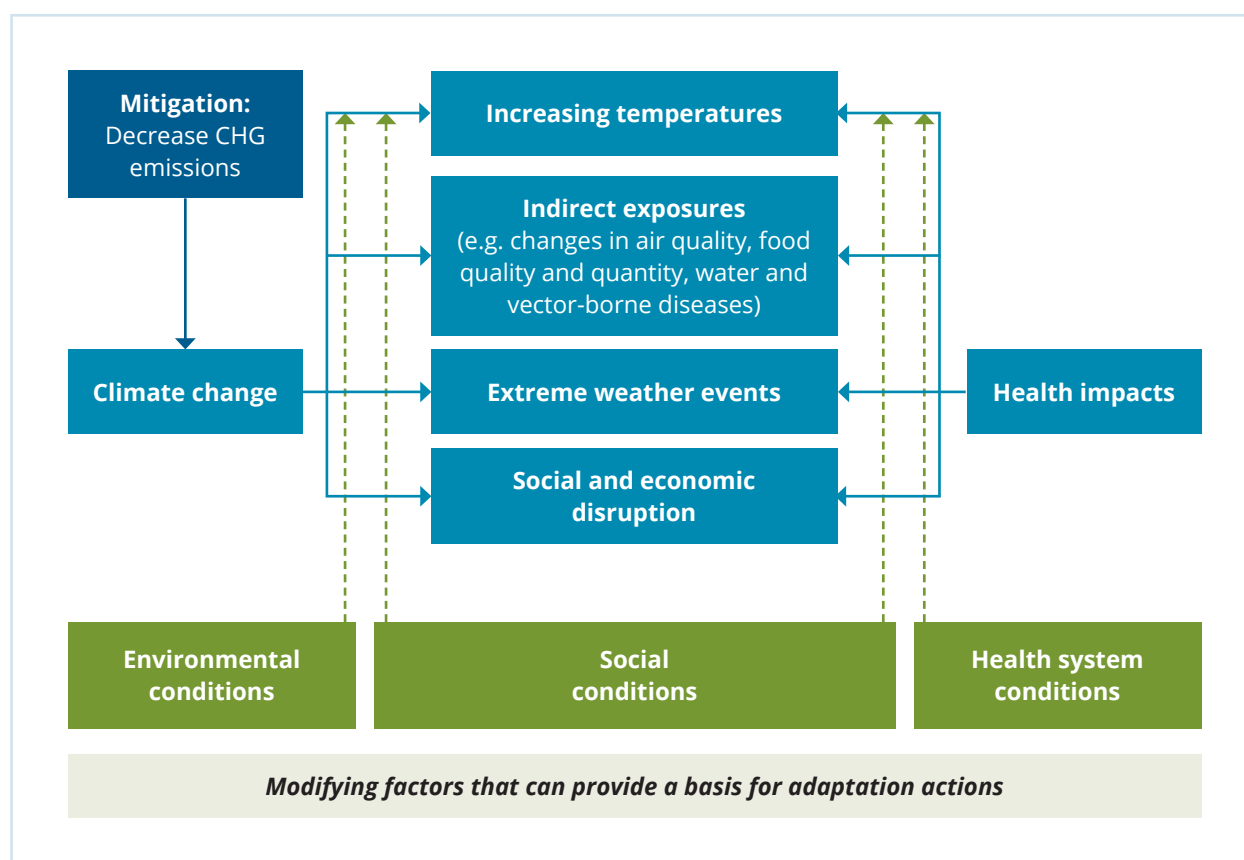 Mitigation:
Decrease CHG
emissions
Increasing temperatures
Indirect exposures
(e.g. changes in air quality, food
quality and quantity, water and
vector-borne diseases)
Climate change
Extreme weather events
Health impacts
Social and economic
disruption
Environmental
conditions
Social
conditions
Health system
conditions
Modifying factors that can provide a basis for adaptation actions